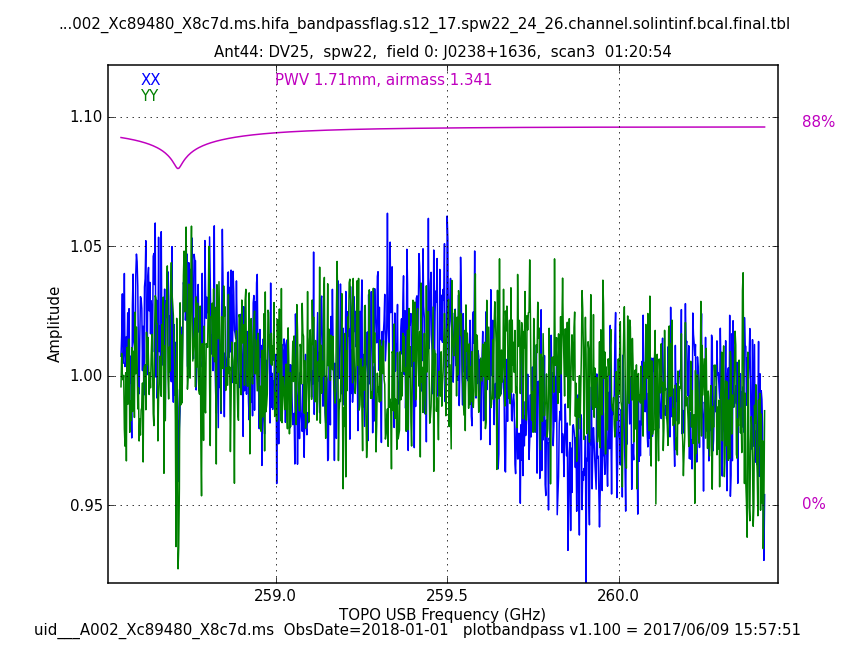 ...002_Xc89480_X8c7d.ms.hifa_bandpassflag.s12_17.spw22_24_26.channel.solintinf.bcal.final.tbl
Ant44: DV25,  spw22,  field 0: J0238+1636,  scan3  01:20:54
XX
PWV 1.71mm, airmass 1.341
YY
1.10
88%
1.05
Amplitude
1.00
0.95
0%
259.0
259.5
260.0
TOPO USB Frequency (GHz)
uid___A002_Xc89480_X8c7d.ms  ObsDate=2018-01-01   plotbandpass v1.100 = 2017/06/09 15:57:51